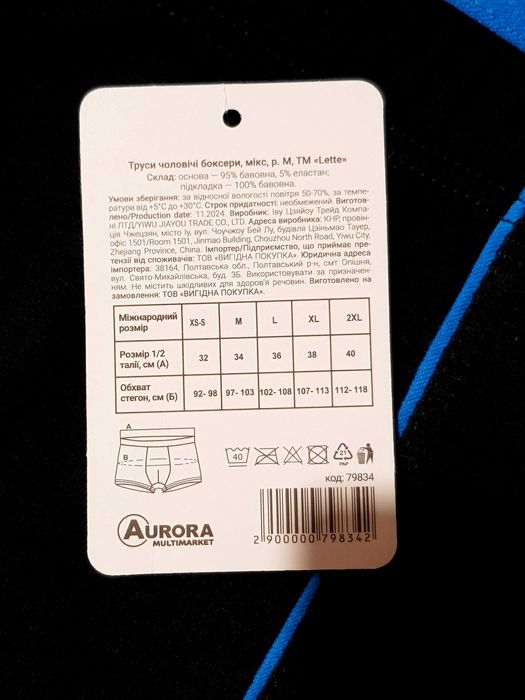 Труси чоловічі боксери, мікс, р. М, ТМ «Lette»
Склад: основа — 95% бавовна, 5% еластан;
підкладка — 100% бавовна.
Умови зберігання: за відносної вологості повітря 50-70%, за темпе-
ратури від +5°С до +30°С. Строк придатності: необмежений. Виготов-
лено/Production date: 11.2024. Виробник: Іву Цзяйоу Трейд Компа-
ні ЛТД/YIWU JIAYOU TRADE CO., LTD. Адреса виробника: КНР, провін-
ція Чжецзян, місто Іу, вул. Чоучжоу Бей Лу, будівля Цзіньмао Тауер,
офіс 1501/Room 1501, Jinmao Building, Chouzhou North Road, Yiwu City,
Zhejiang Province, China. Імпортер/Підприємство, що приймає пре-
тензії від споживачів: ТОВ «ВИГІДНА ПОКУПКА». Юридична адреса
імпортера: 38164, Полтавська обл., Полтавський р-н, смт Опішня,
вул. Свято-Михайлівська, буд. 3Б. Використовувати за призначен-
ням. Не містить шкідливих для здоров'я речовин. Виготовлено на
замовлення: ТОВ «ВИГІДНА ПОКУПКА».
Міжнародний розмір XS-S M L XL 2XL
Розмір 1/2 талії, см (А) 32 34 36 38 40
Обхват стегон, см (Б) 92- 98 97- 103 102- 108 107- 113 112- 118
А
Б
40
21
PAP
код: 79834
AURORA
MULTIMARKET
2 900000 798342